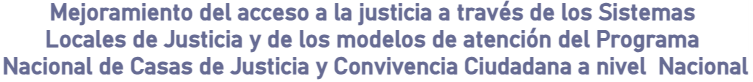 Mejoramiento del acceso a la justicia a través de los Sistemas
Locales de Justicia y de los modelos de atención del Programa
Nacional de Casas de Justicia y Convivencia Ciudadana a nivel Nacional